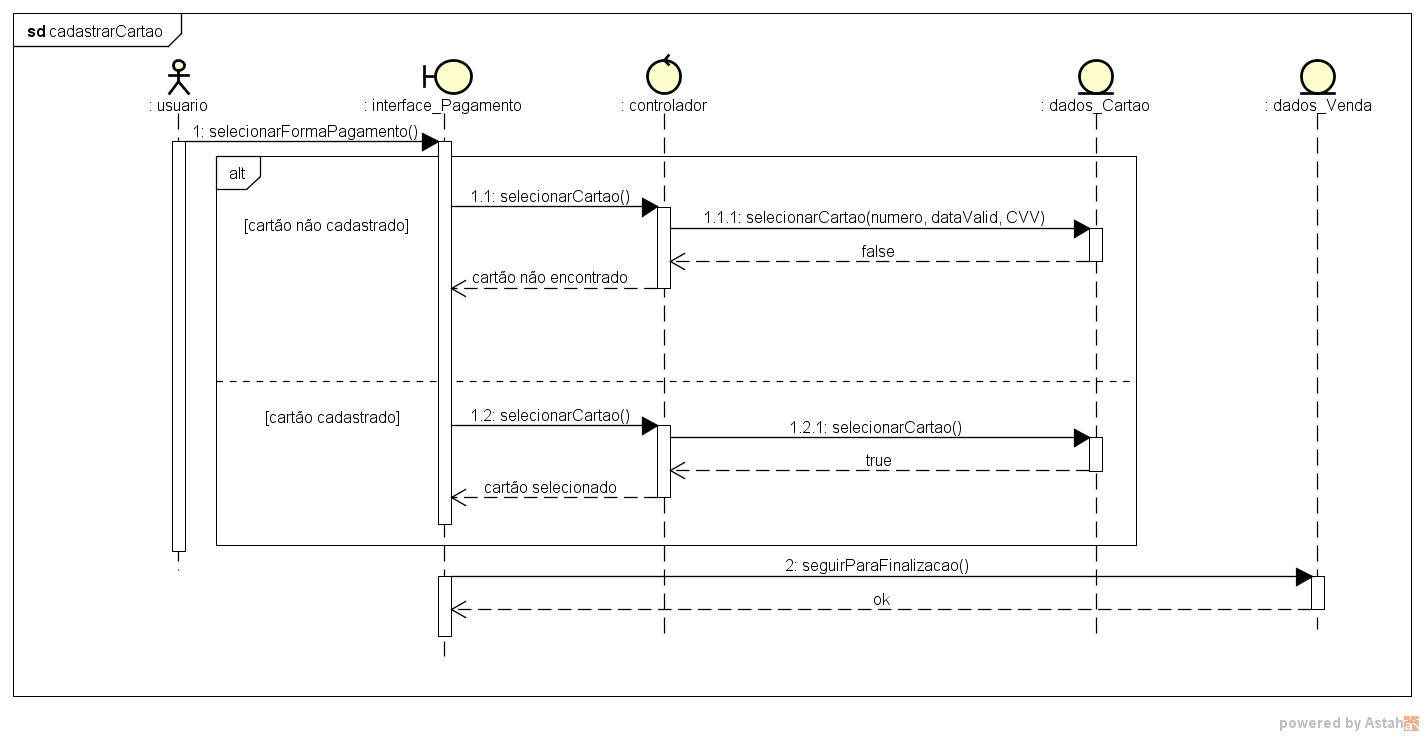 sd cadastrarCartao
: usuario
: interface_Pagamento
: controlador
: dados_Cartao
: dados_Venda
1: selecionarFormaPagamento()
alt
1.1: selecionarCartao()
[cartão não cadastrado]
1.1.1: selecionarCartao(numero, dataValid, CVV)
false
cartão não encontrado
[cartão cadastrado]
1.2: selecionarCartao()
1.2.1: selecionarCartao()
true
cartão selecionado
2: seguirParaFinalizacao()
ok
powered by Astah